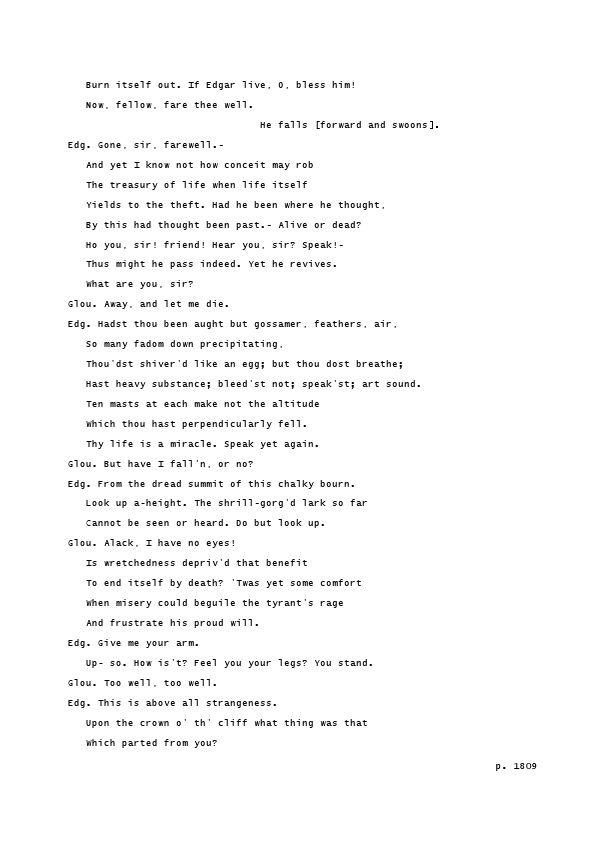 Burn itself out. If Edgar live, O, bless him!
Now, fellow, fare thee well.
He falls [forward and swoons].
Edg. Gone, sir, farewell.-
And yet I know not how conceit may rob
The treasury of life when life itself
Yields to the theft. Had he been where he thought,
By this had thought been past.- Alive or dead?
Ho you, sir! friend! Hear you, sir? Speak!-
Thus might he pass indeed. Yet he revives.
What are you, sir?
Glou. Away, and let me die.
Edg. Hadst thou been aught but gossamer, feathers, air,
So many fadom down precipitating,
Thou'dst shiver'd like an egg; but thou dost breathe;
Hast heavy substance; bleed'st not; speak'st; art sound.
Ten masts at each make not the altitude
Which thou hast perpendicularly fell.
Thy life is a miracle. Speak yet again.
Glou. But have I fall'n, or no?
Edg. From the dread summit of this chalky bourn.
Look up a-height. The shrill-gorg'd lark so far
Cannot be seen or heard. Do but look up.
Glou. Alack, I have no eyes!
Is wretchedness depriv'd that benefit
To end itself by death? 'Twas yet some comfort
When misery could beguile the tyrant's rage
And frustrate his proud will.
Edg. Give me your arm.
Up- so. How is't? Feel you your legs? You stand.
Glou. Too well, too well.
Edg. This is above all strangeness.
Upon the crown o' th' cliff what thing was that
Which parted from you?
p. 1809